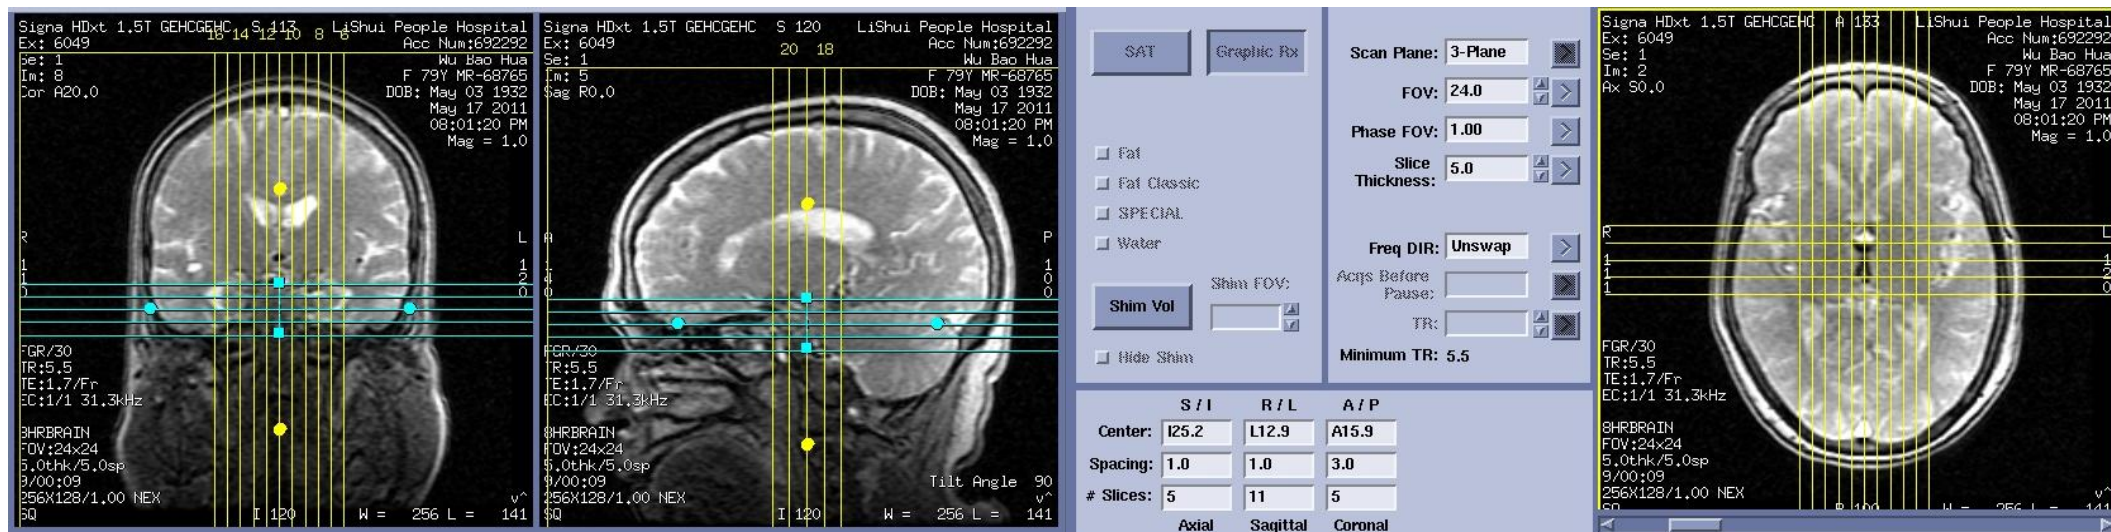 Signa HDxt 1.5T GEHCGEHC S 113 LiShui People Hospital
Ex: 6049 Acc Num:692292
Se: 1 Wu Bao Hua
Im: 8 F 79Y MR-68765
Cor A20.0 DOB: May 03 1932
May 17 2011
08:01:20 PM
Mag = 1.0
16 14 12 10 8 6
R L
FGR/30
TR:5.5
TE:1.7/Fr
EC:1/1 31.3kHz
8HRBRAIN
FOV:24x24
5.0thk/5.0sp
9/00:09
256X128/1.00 NEX v^
SQ I 120 W = 256 L = 141
Signa HDxt 1.5T GEHCGEHC S 120 LiShui People Hospital
Ex: 6049 Acc Num:692292
Se: 1 20 18 Wu Bao Hua
Im: 5 F 79Y MR-68765
Sag R0.0 DOB: May 03 1932
May 17 2011
08:01:20 PM
Mag = 1.0
A P
FGR/30
TR:5.5
TE:1.7/Fr
EC:1/1 31.3kHz
8HRBRAIN
FOV:24x24
5.0thk/5.0sp
9/00:09 Tilt Angle 90
256X128/1.00 NEX v^
SQ I 120 W = 256 L = 141
SAT Graphic Rx
Fat
Fat Classic
SPECIAL
Water
Shim FOV:
Shim Vol
Hide Shim
Scan Plane: 3-Plane
FOV: 24.0
Phase FOV: 1.00
Slice
Thickness: 5.0
Freq DIR: Unswap
Acqs Before
Pause:
TR:
Minimum TR: 5.5
S / I R / L A / P
Center: I25.2 L12.9 A15.9
Spacing: 1.0 1.0 3.0
# Slices: 5 11 5
Axial Sagittal Coronal
Signa HDxt 1.5T GEHCGEHC A 133 LiShui People Hospital
Ex: 6049 Acc Num:692292
Se: 1 Wu Bao Hua
Im: 2 F 79Y MR-68765
Ax S0.0 DOB: May 03 1932
May 17 2011
08:01:20 PM
Mag = 1.0
R L
FGR/30
TR:5.5
TE:1.7/Fr
EC:1/1 31.3kHz
8HRBRAIN
FOV:24x24
5.0thk/5.0sp
9/00:09
256X128/1.00 NEX v^